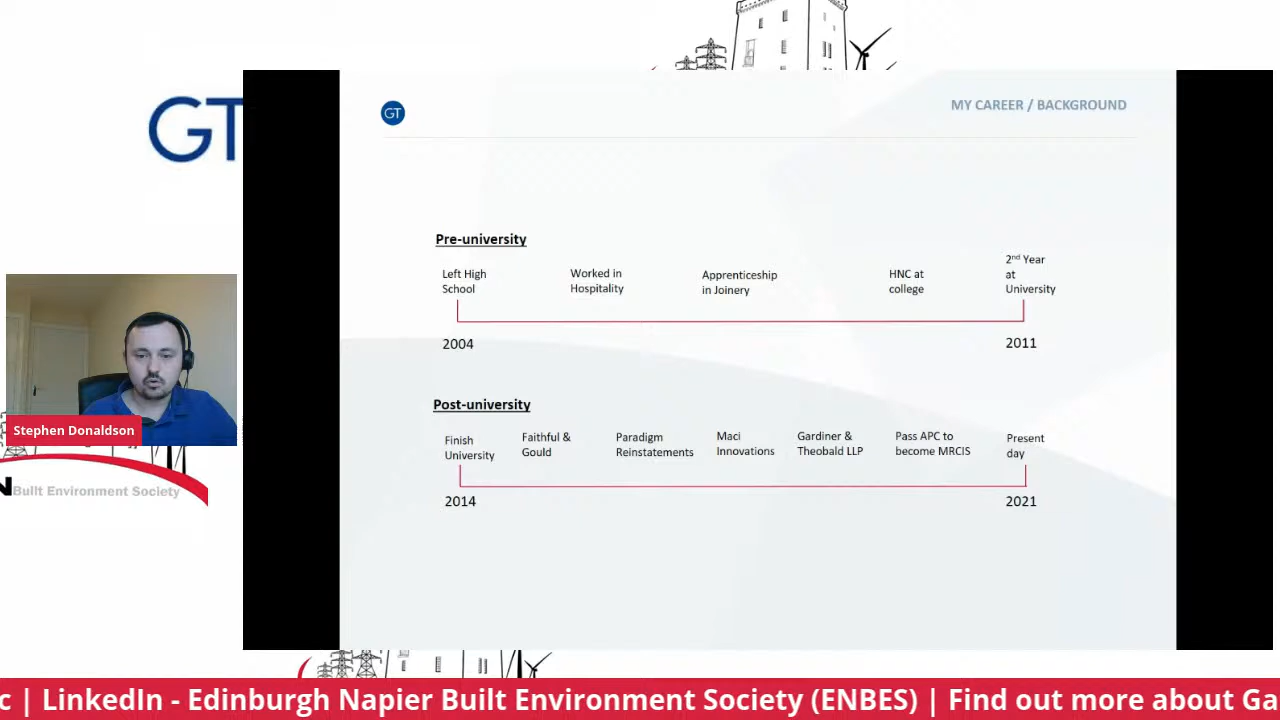 GT
GT
MY CAREER / BACKGROUND
Pre-university
Left High
School
Worked in
Hospitality
Apprenticeship
in Joinery
HNC at
college
2nd Year
at
University
2004
2011
Post-university
Finish
University
Faithful &
Gould
Paradigm
Reinstatements
Maci
Innovations
Gardiner &
Theobald LLP
Pass APC to
become MRCIS
Present
day
2014
2021
Stephen Donaldson
N Built Environment Society
c | LinkedIn - Edinburgh Napier Built Environment Society (ENBES) | Find out more about Ga